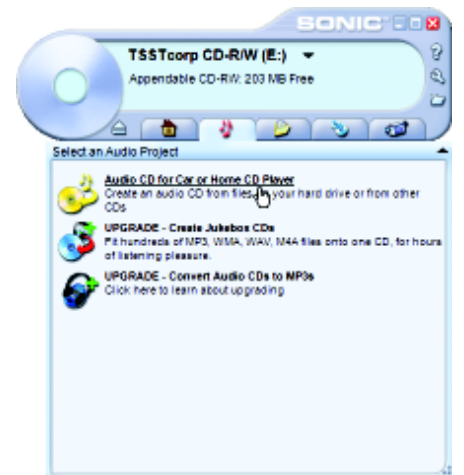 SONIC
TSSTcorp CD-R/W (E:)
Appendable CD-RW: 203 MB Free
Select an Audio Project
Audio CD for Car or Home CD Player
Create an audio CD from files your hard drive or from other
CDs
UPGRADE - Create Jukebox CDs
Fit hundreds of MP3, WMA, WAV, M4A files onto one CD, for hours
of listening pleasure.
UPGRADE - Convert Audio CDs to MP3s
Click here to learn about upgrading